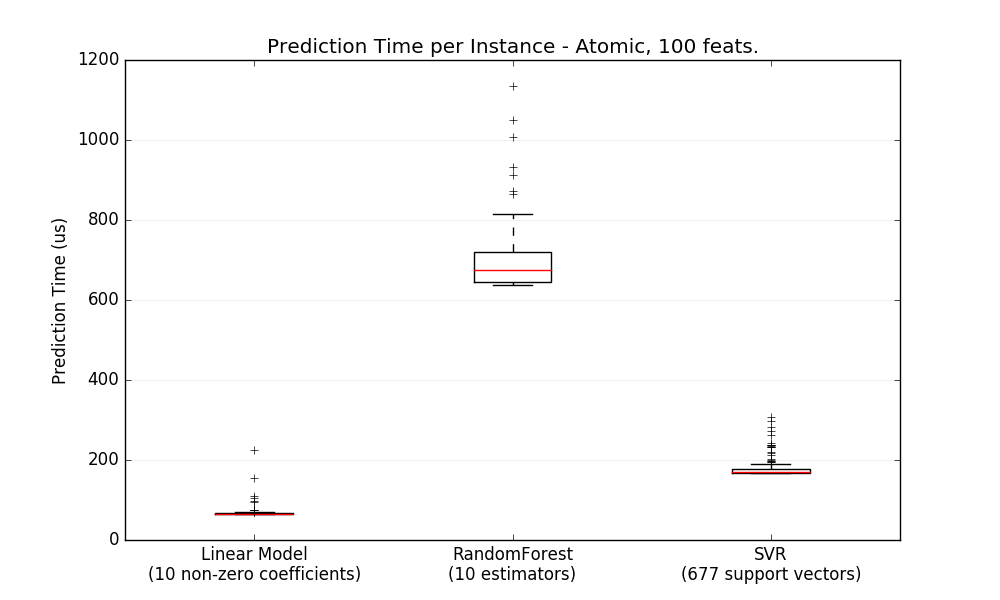 Prediction Time per Instance - Atomic, 100 feats.
1200
1000
800
600
400
200
0
Prediction Time (us)
Linear Model
(10 non-zero coefficients)
RandomForest
(10 estimators)
SVR
(677 support vectors)